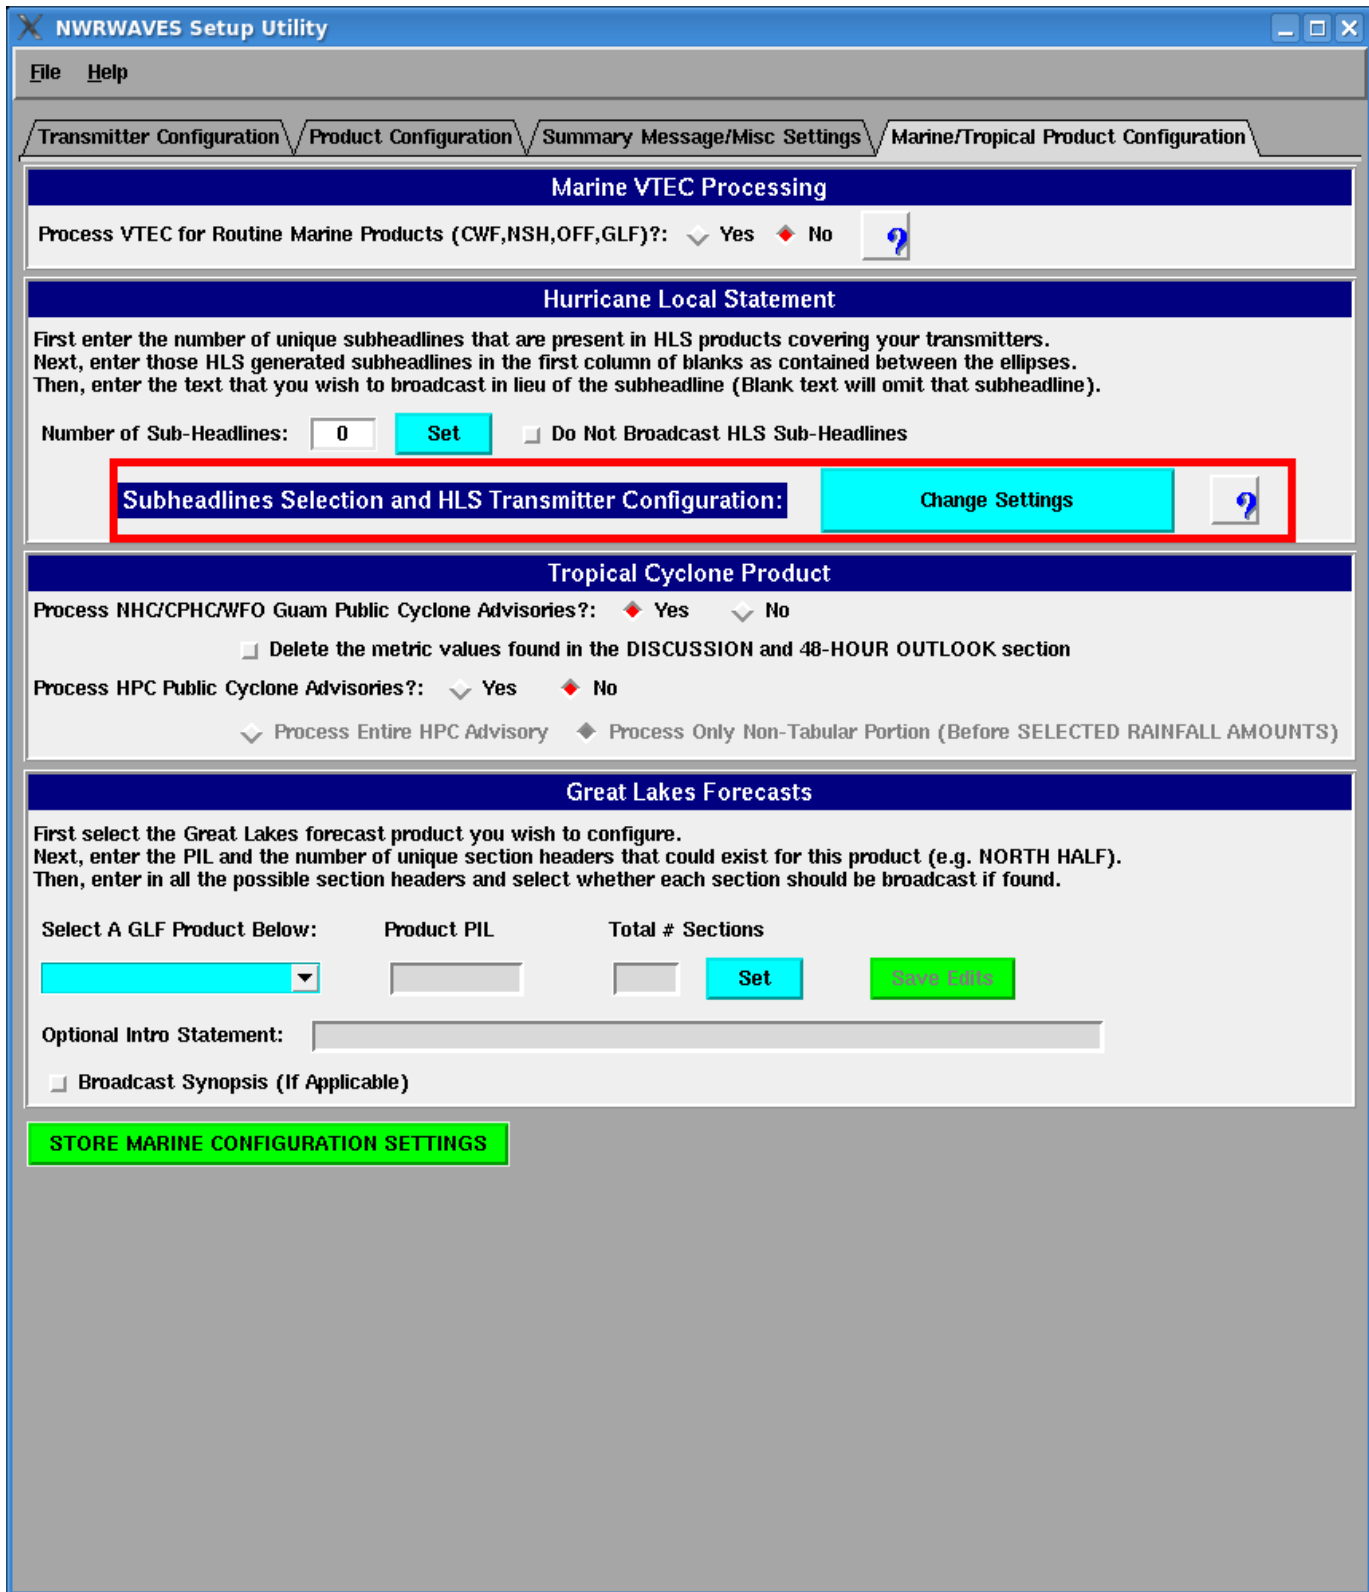 NWRWAVES Setup Utility
File Help
Transmitter Configuration Product Configuration Summary Message/Misc Settings Marine/Tropical Product Configuration
Marine VTEC Processing
Process VTEC for Routine Marine Products (CWF,NSH,OFF,GLF)?: Yes No ?
Hurricane Local Statement
First enter the number of unique subheadlines that are present in HLS products covering your transmitters.
Next, enter those HLS generated subheadlines in the first column of blanks as contained between the ellipses.
Then, enter the text that you wish to broadcast in lieu of the subheadline (Blank text will omit that subheadline).
Number of Sub-Headlines: 0 Set Do Not Broadcast HLS Sub-Headlines
Subheadlines Selection and HLS Transmitter Configuration: Change Settings ?
Tropical Cyclone Product
Process NHC/CPHC/WFO Guam Public Cyclone Advisories?: Yes No
Delete the metric values found in the DISCUSSION and 48-HOUR OUTLOOK section
Process HPC Public Cyclone Advisories?: Yes No
Process Entire HPC Advisory Process Only Non-Tabular Portion (Before SELECTED RAINFALL AMOUNTS)
Great Lakes Forecasts
First select the Great Lakes forecast product you wish to configure.
Next, enter the PIL and the number of unique section headers that could exist for this product (e.g. NORTH HALF).
Then, enter in all the possible section headers and select whether each section should be broadcast if found.
Select A GLF Product Below: Product PIL Total # Sections
Set Save Edits
Optional Intro Statement:
Broadcast Synopsis (If Applicable)
STORE MARINE CONFIGURATION SETTINGS